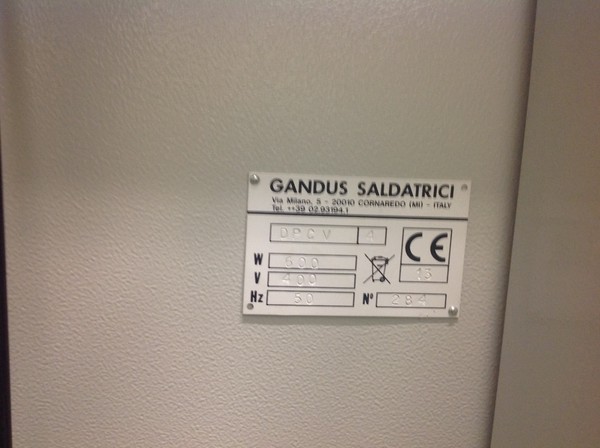 GANDUS SALDATRICI
Via Milano, 5 - 20010 CORNAREDO (MI) - ITALY
Tel. ++39 02.93194.1
DPCV A
CE
W 600
13
V 400
Hz 50 Nº 284